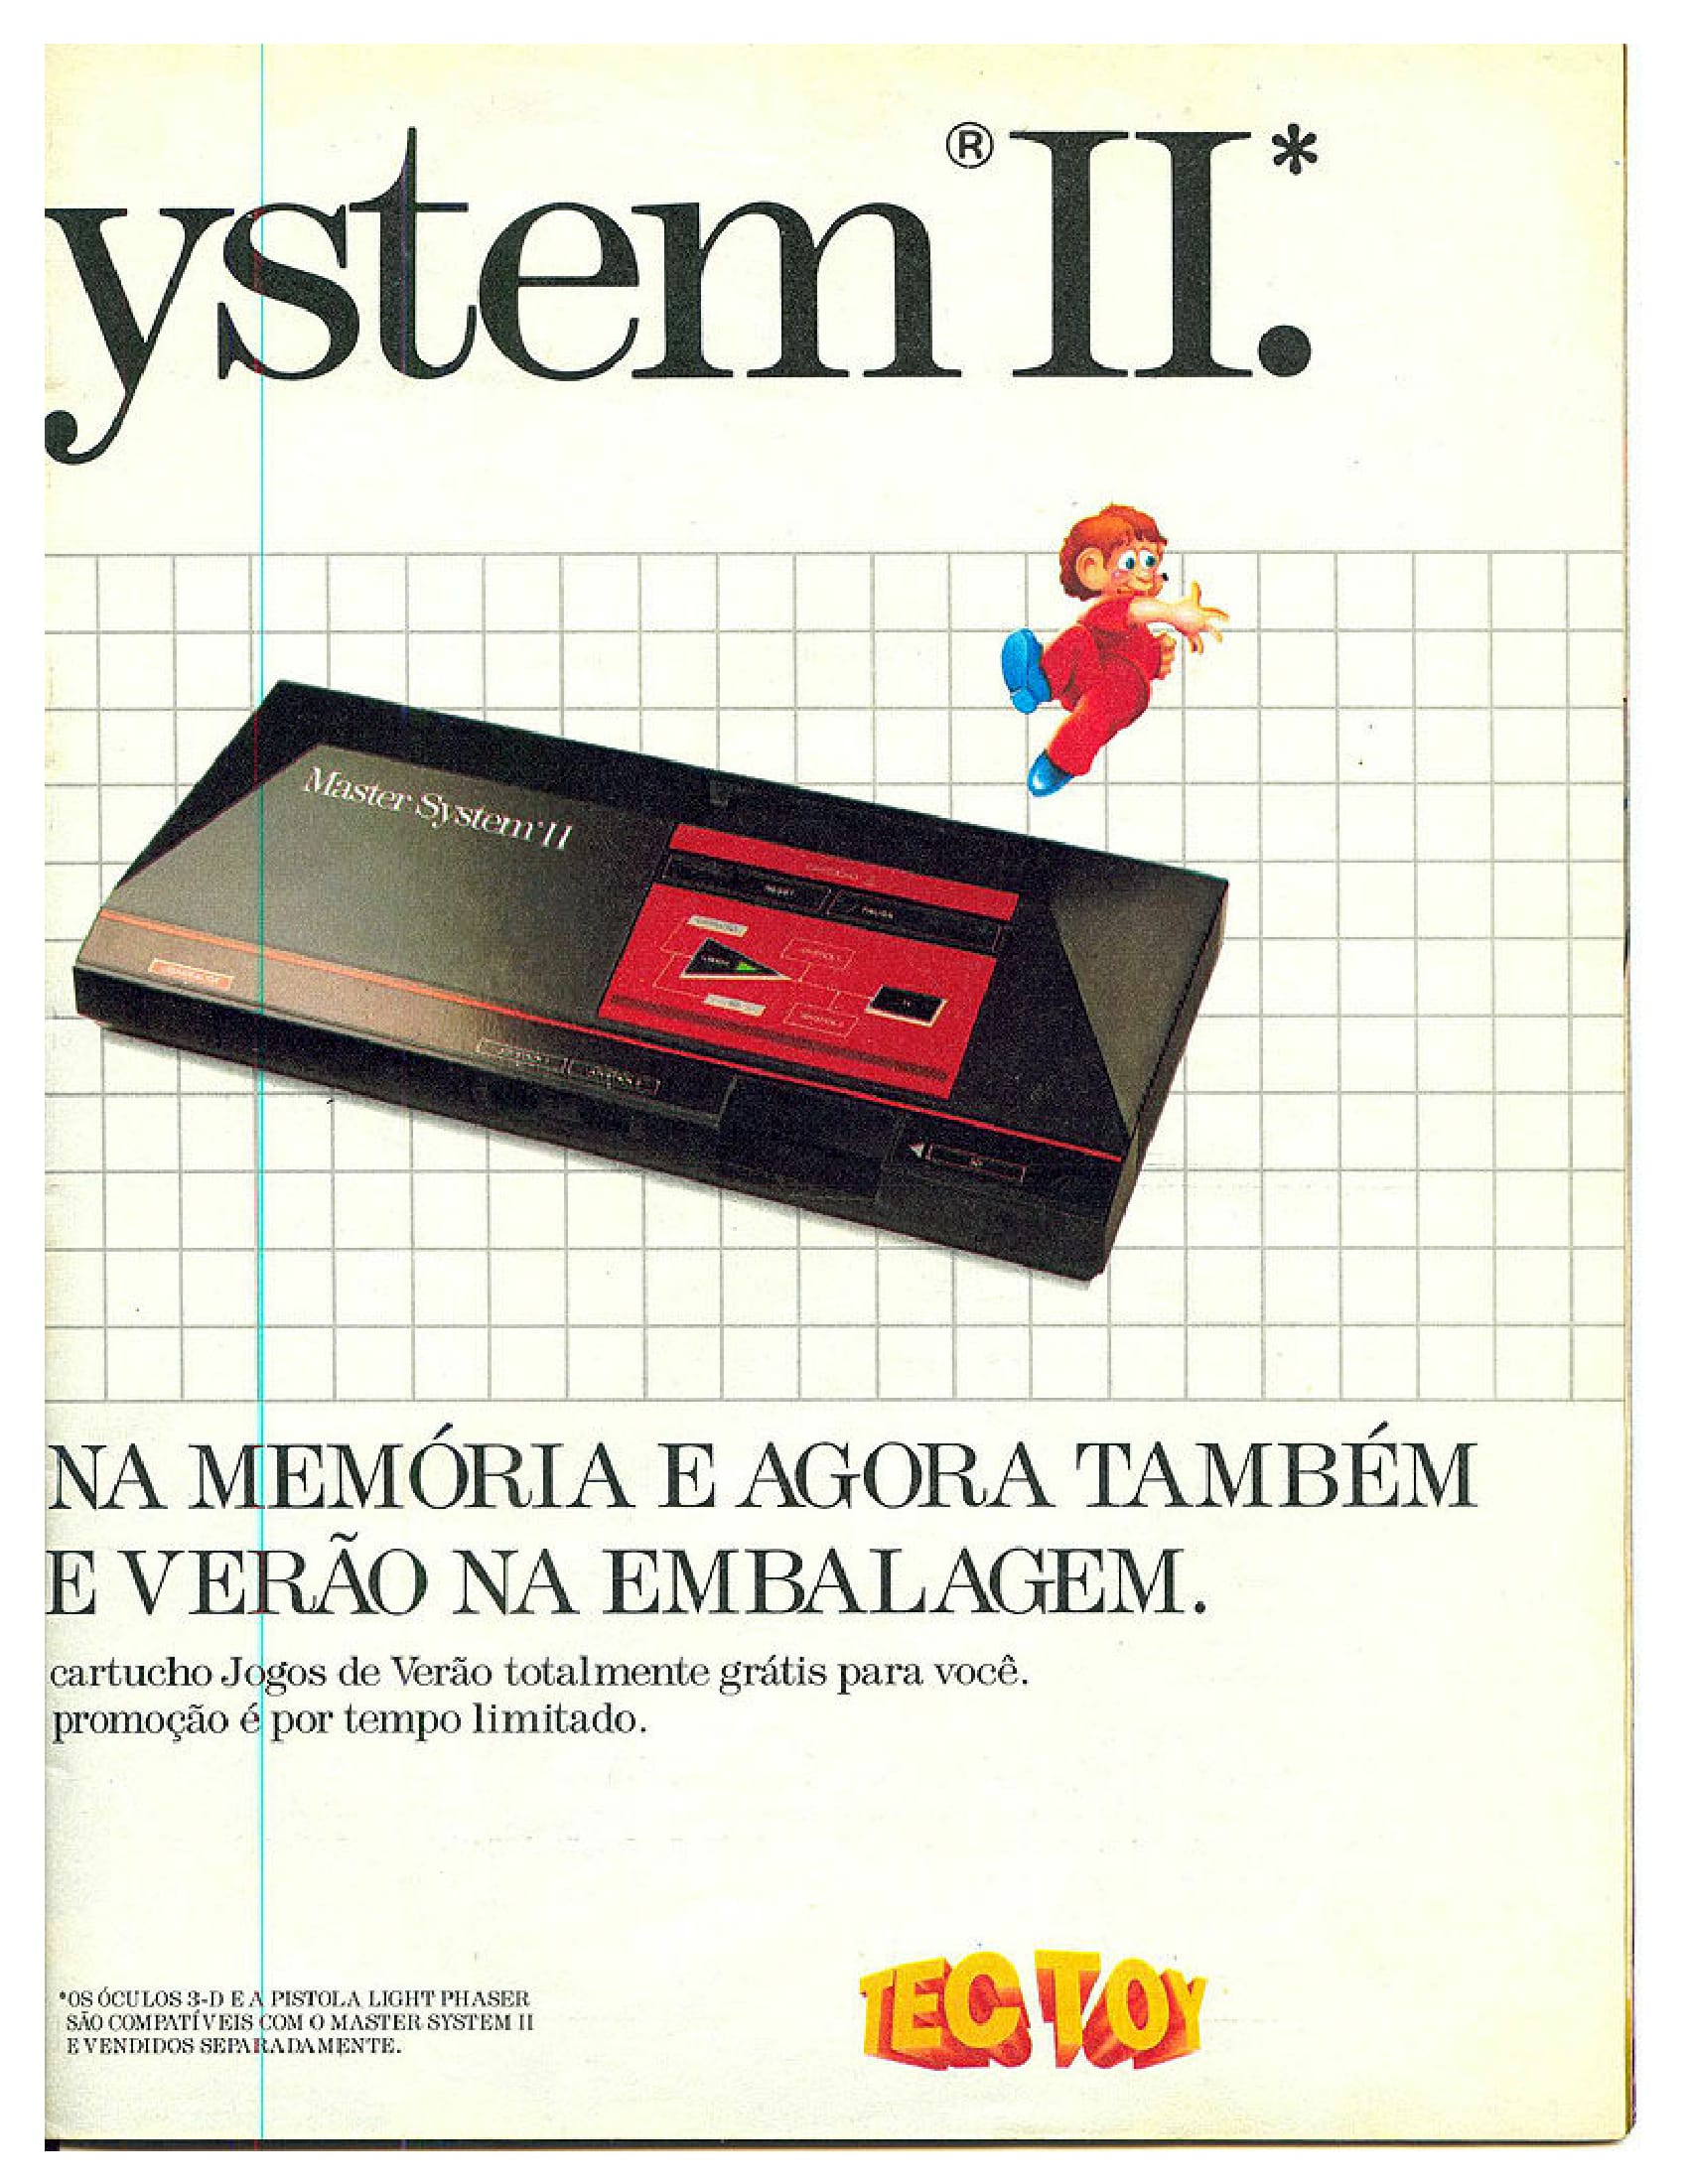 ystem® II.*
Master System® II
RESET
PAUSE
NA MEMÓRIA E AGORA TAMBÉM
E VERÃO NA EMBALAGEM.
cartucho Jogos de Verão totalmente grátis para você.
promoção é por tempo limitado.
*OS ÓCULOS 3-D E A PISTOLA LIGHT PHASER
SÃO COMPATÍVEIS COM O MASTER SYSTEM II
E VENDIDOS SEPARADAMENTE.
TEC TOY